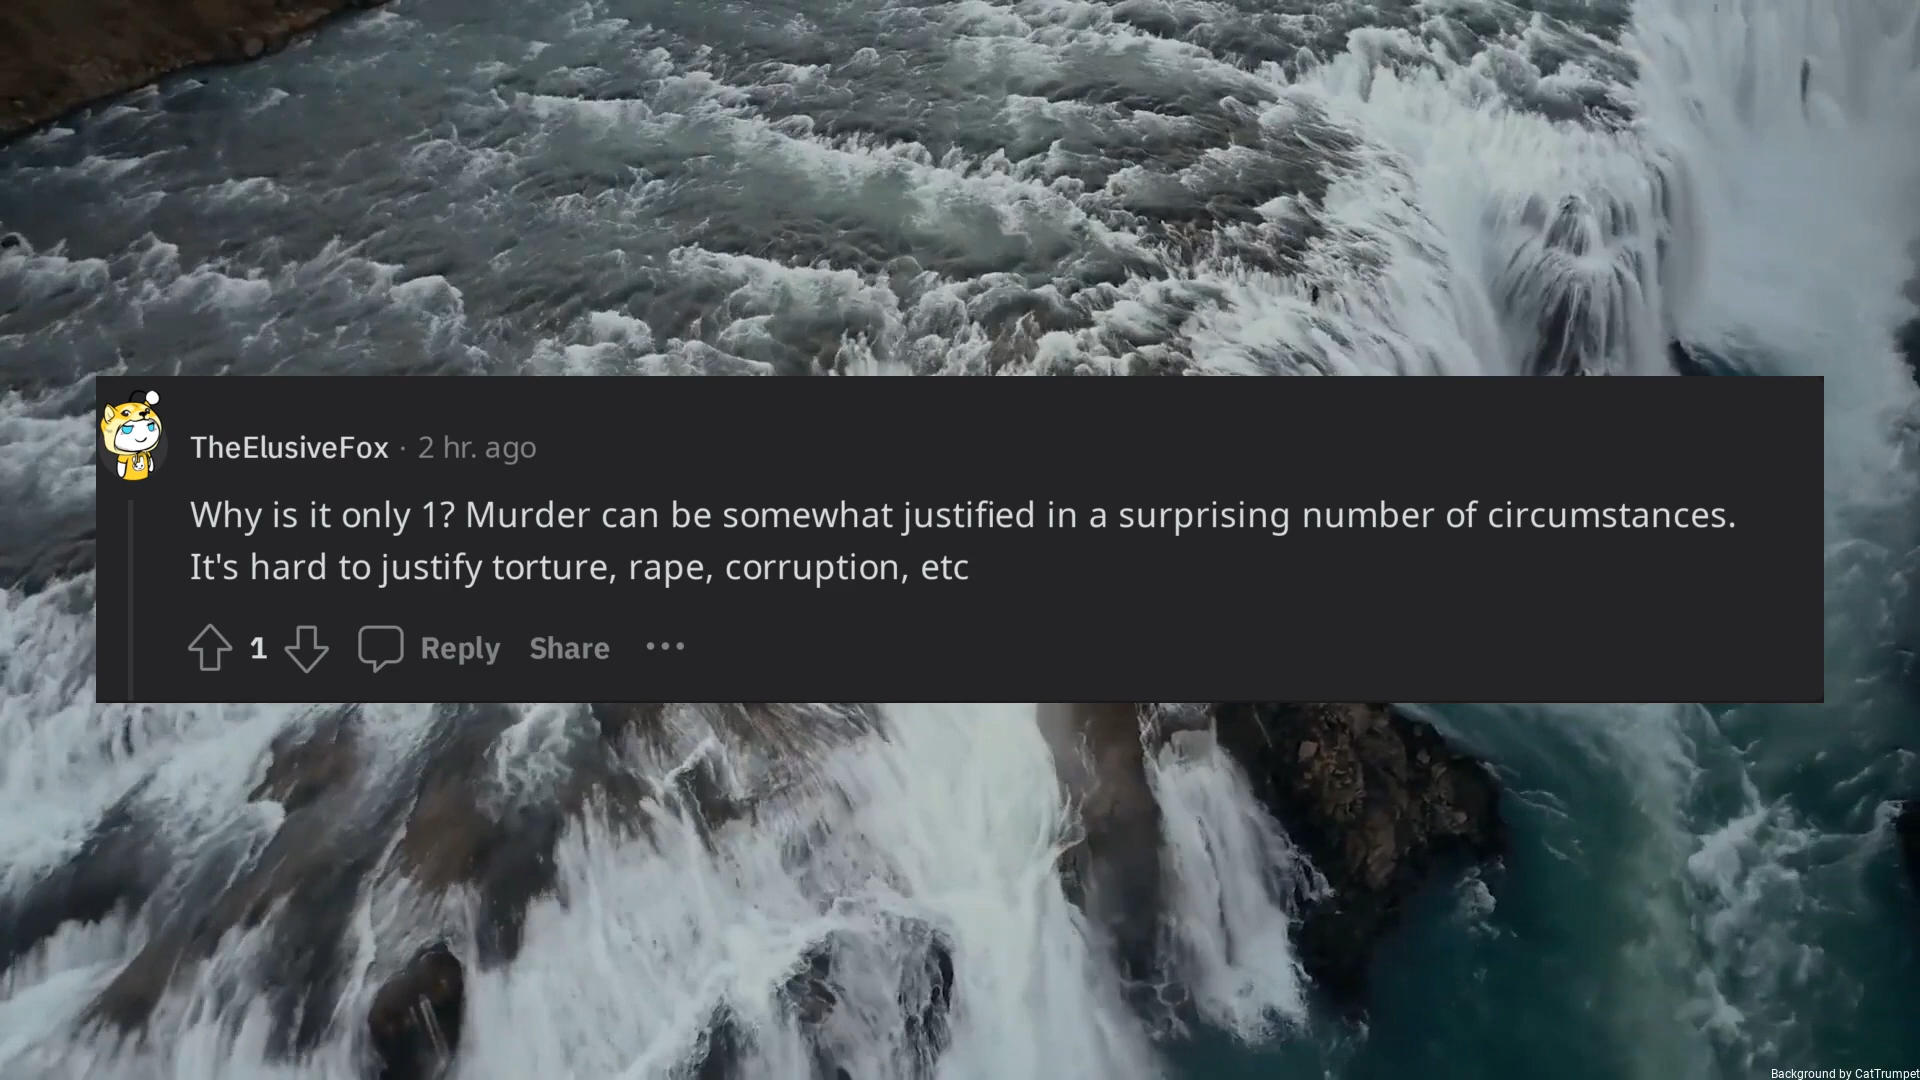 TheElusiveFox · 2 hr. ago
Why is it only 1? Murder can be somewhat justified in a surprising number of circumstances.
It's hard to justify torture, rape, corruption, etc
1 Reply Share •••
Background by CatTrumpet